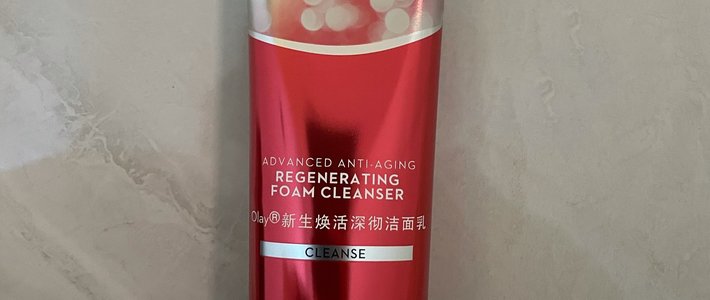 ADVANCED ANTI-AGING
REGENERATING
FOAM CLEANSER
Olay®新生焕活深彻洁面乳
CLEANSE